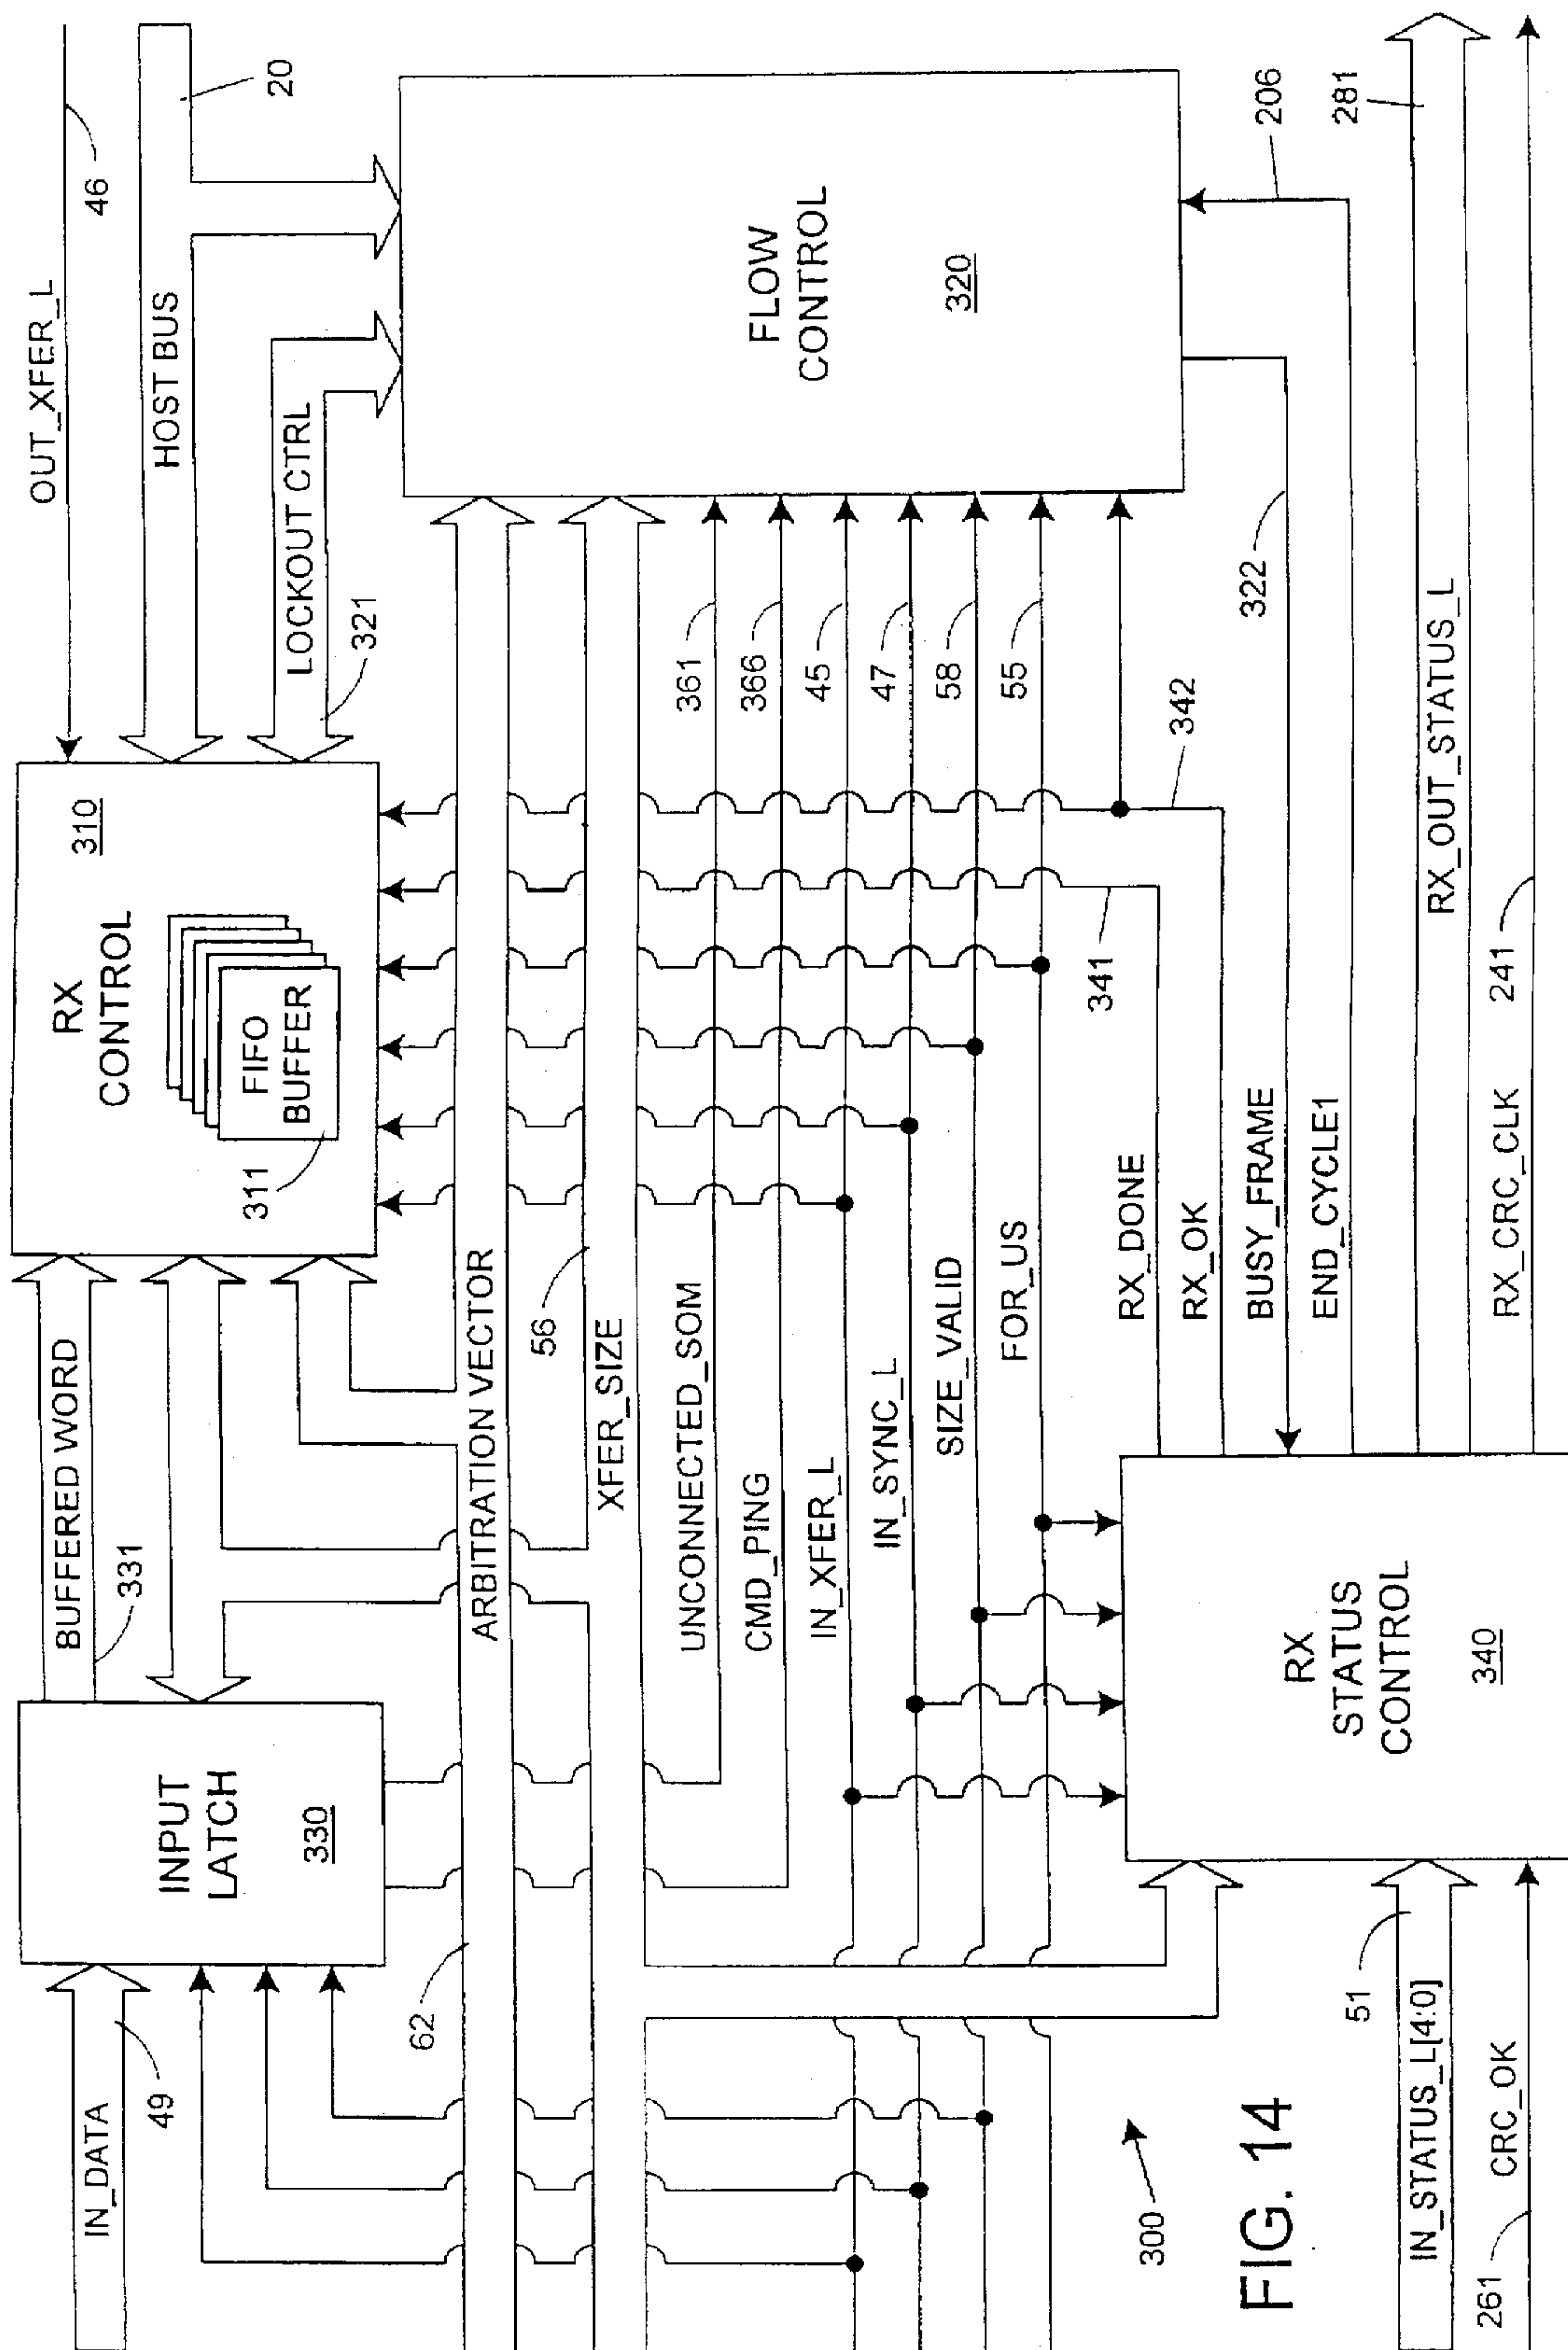 OUT_XFER_L
46
HOST BUS
20
LOCKOUT CTRL
321
RX
CONTROL
310
FIFO
BUFFER
311
BUFFERED WORD
331
INPUT
LATCH
330
IN_DATA
49
62
ARBITRATION VECTOR
56
XFER_SIZE
UNCONNECTED_SOM
361
CMD_PING
366
IN_XFER_L
45
IN_SYNC_L
47
SIZE_VALID
58
FOR_US
55
FLOW
CONTROL
320
RX_DONE
341
RX_OK
342
BUSY_FRAME
322
END_CYCLE1
206
RX_OUT_STATUS_L
281
RX_CRC_CLK
241
RX
STATUS
CONTROL
340
51
IN_STATUS_L[4:0]
CRC_OK
261
300
FIG. 14